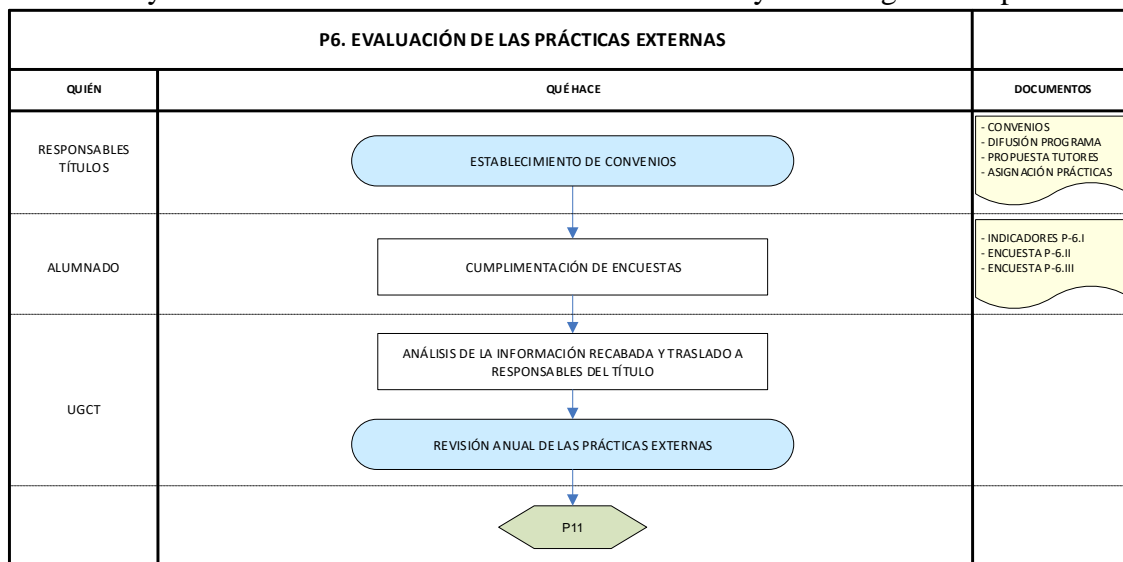 P6. EVALUACIÓN DE LAS PRÁCTICAS EXTERNAS
QUIÉN
QUÉ HACE
DOCUMENTOS
RESPONSABLES
TÍTULOS
ESTABLECIMIENTO DE CONVENIOS
- CONVENIOS
- DIFUSIÓN PROGRAMA
- PROPUESTA TUTORES
- ASIGNACIÓN PRÁCTICAS
ALUMNADO
CUMPLIMENTACIÓN DE ENCUESTAS
- INDICADORES P-6.I
- ENCUESTA P-6.II
- ENCUESTA P-6.III
UGCT
ANÁLISIS DE LA INFORMACIÓN RECABADA Y TRASLADO A
RESPONSABLES DEL TÍTULO
REVISIÓN ANUAL DE LAS PRÁCTICAS EXTERNAS
P11